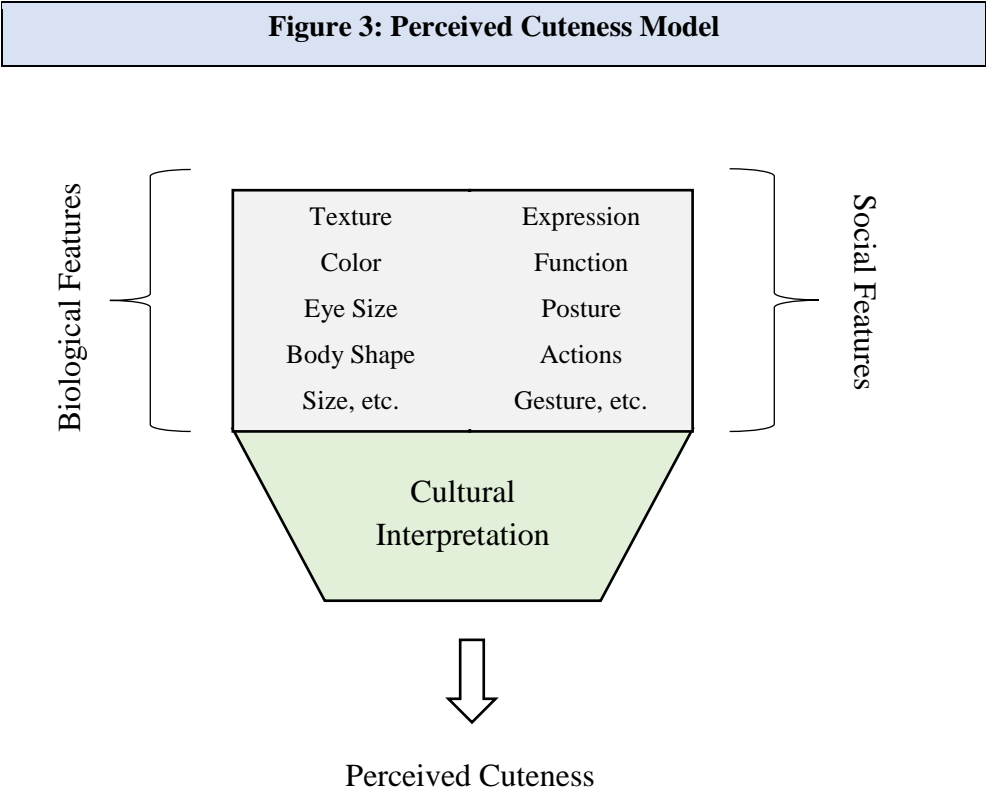 Figure 3: Perceived Cuteness Model
Biological Features
Texture
Color
Eye Size
Body Shape
Size, etc.
Expression
Function
Posture
Actions
Gesture, etc.
Social Features
Cultural
Interpretation
Perceived Cuteness